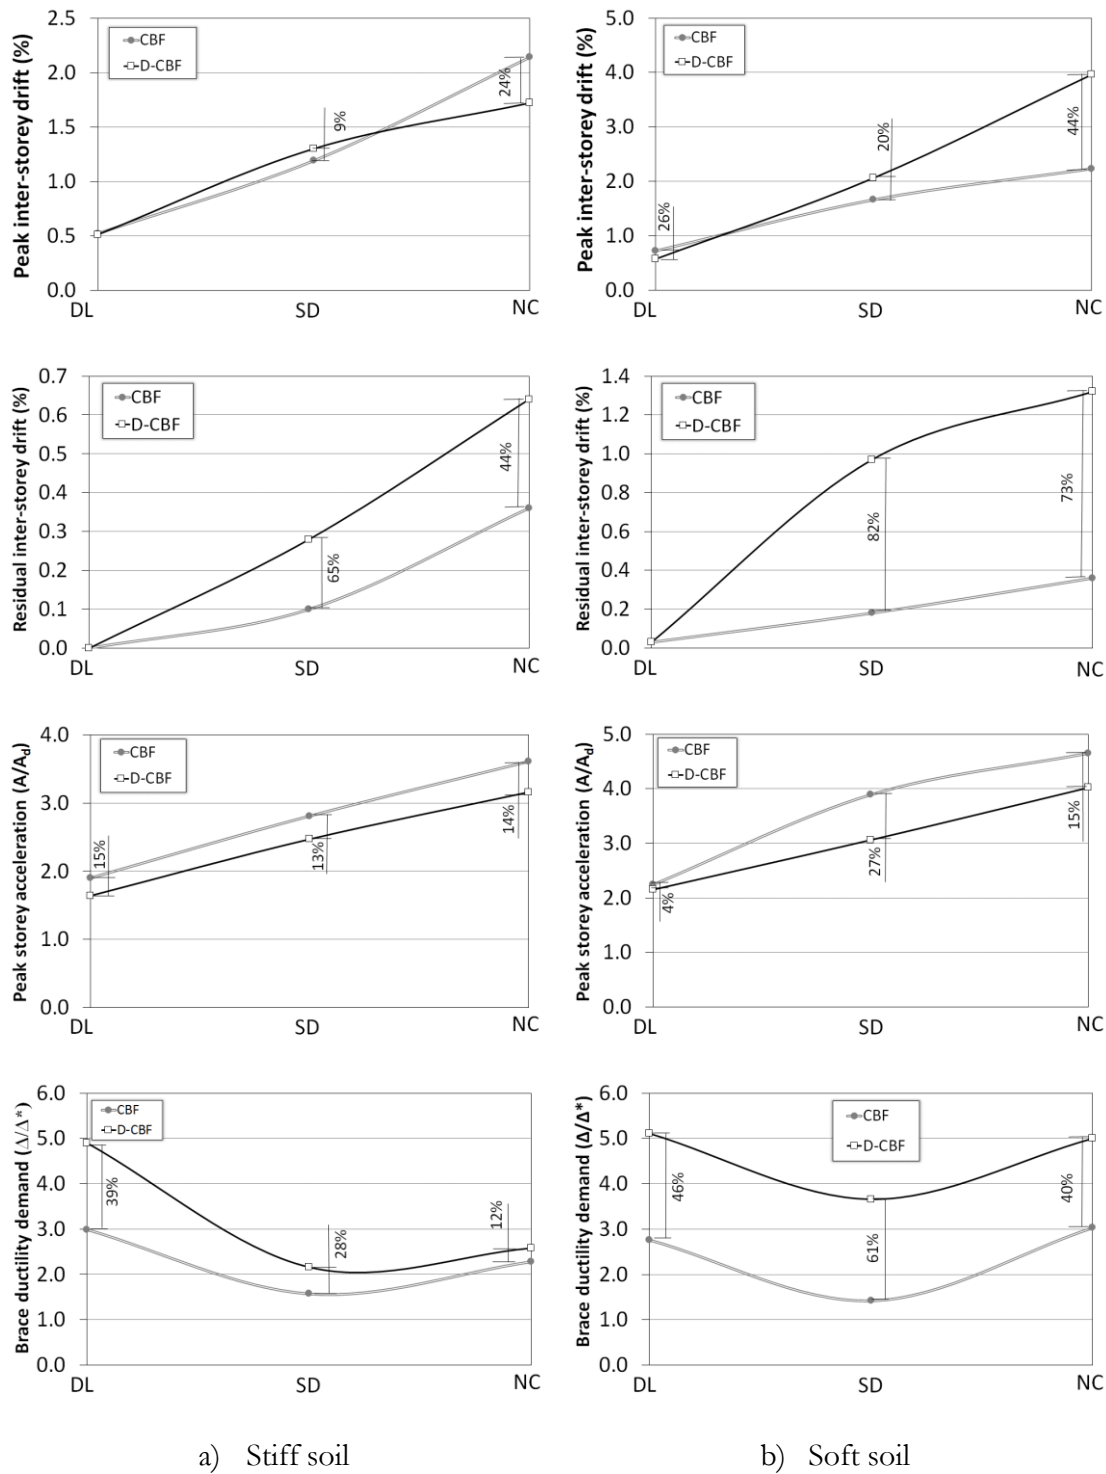 Peak inter-storey drift (%)
2.5
2.0
1.5
1.0
0.5
0.0
CBF
D-CBF
9%
24%
DL
SD
NC
Peak inter-storey drift (%)
5.0
4.0
3.0
2.0
1.0
0.0
CBF
D-CBF
26%
20%
44%
DL
SD
NC
Residual inter-storey drift (%)
0.7
0.6
0.5
0.4
0.3
0.2
0.1
0.0
CBF
D-CBF
65%
44%
DL
SD
NC
Residual inter-storey drift (%)
1.4
1.2
1.0
0.8
0.6
0.4
0.2
0.0
CBF
D-CBF
82%
73%
DL
SD
NC
Peak storey acceleration (A/Ad)
4.0
3.0
2.0
1.0
0.0
CBF
D-CBF
15%
13%
14%
DL
SD
NC
Peak storey acceleration (A/Ad)
5.0
4.0
3.0
2.0
1.0
0.0
CBF
D-CBF
4%
27%
15%
DL
SD
NC
Brace ductility demand (Δ/Δ*)
6.0
5.0
4.0
3.0
2.0
1.0
0.0
CBF
D-CBF
39%
28%
12%
DL
SD
NC
Brace ductility demand (Δ/Δ*)
6.0
5.0
4.0
3.0
2.0
1.0
0.0
CBF
D-CBF
46%
61%
40%
DL
SD
NC
a) Stiff soil
b) Soft soil